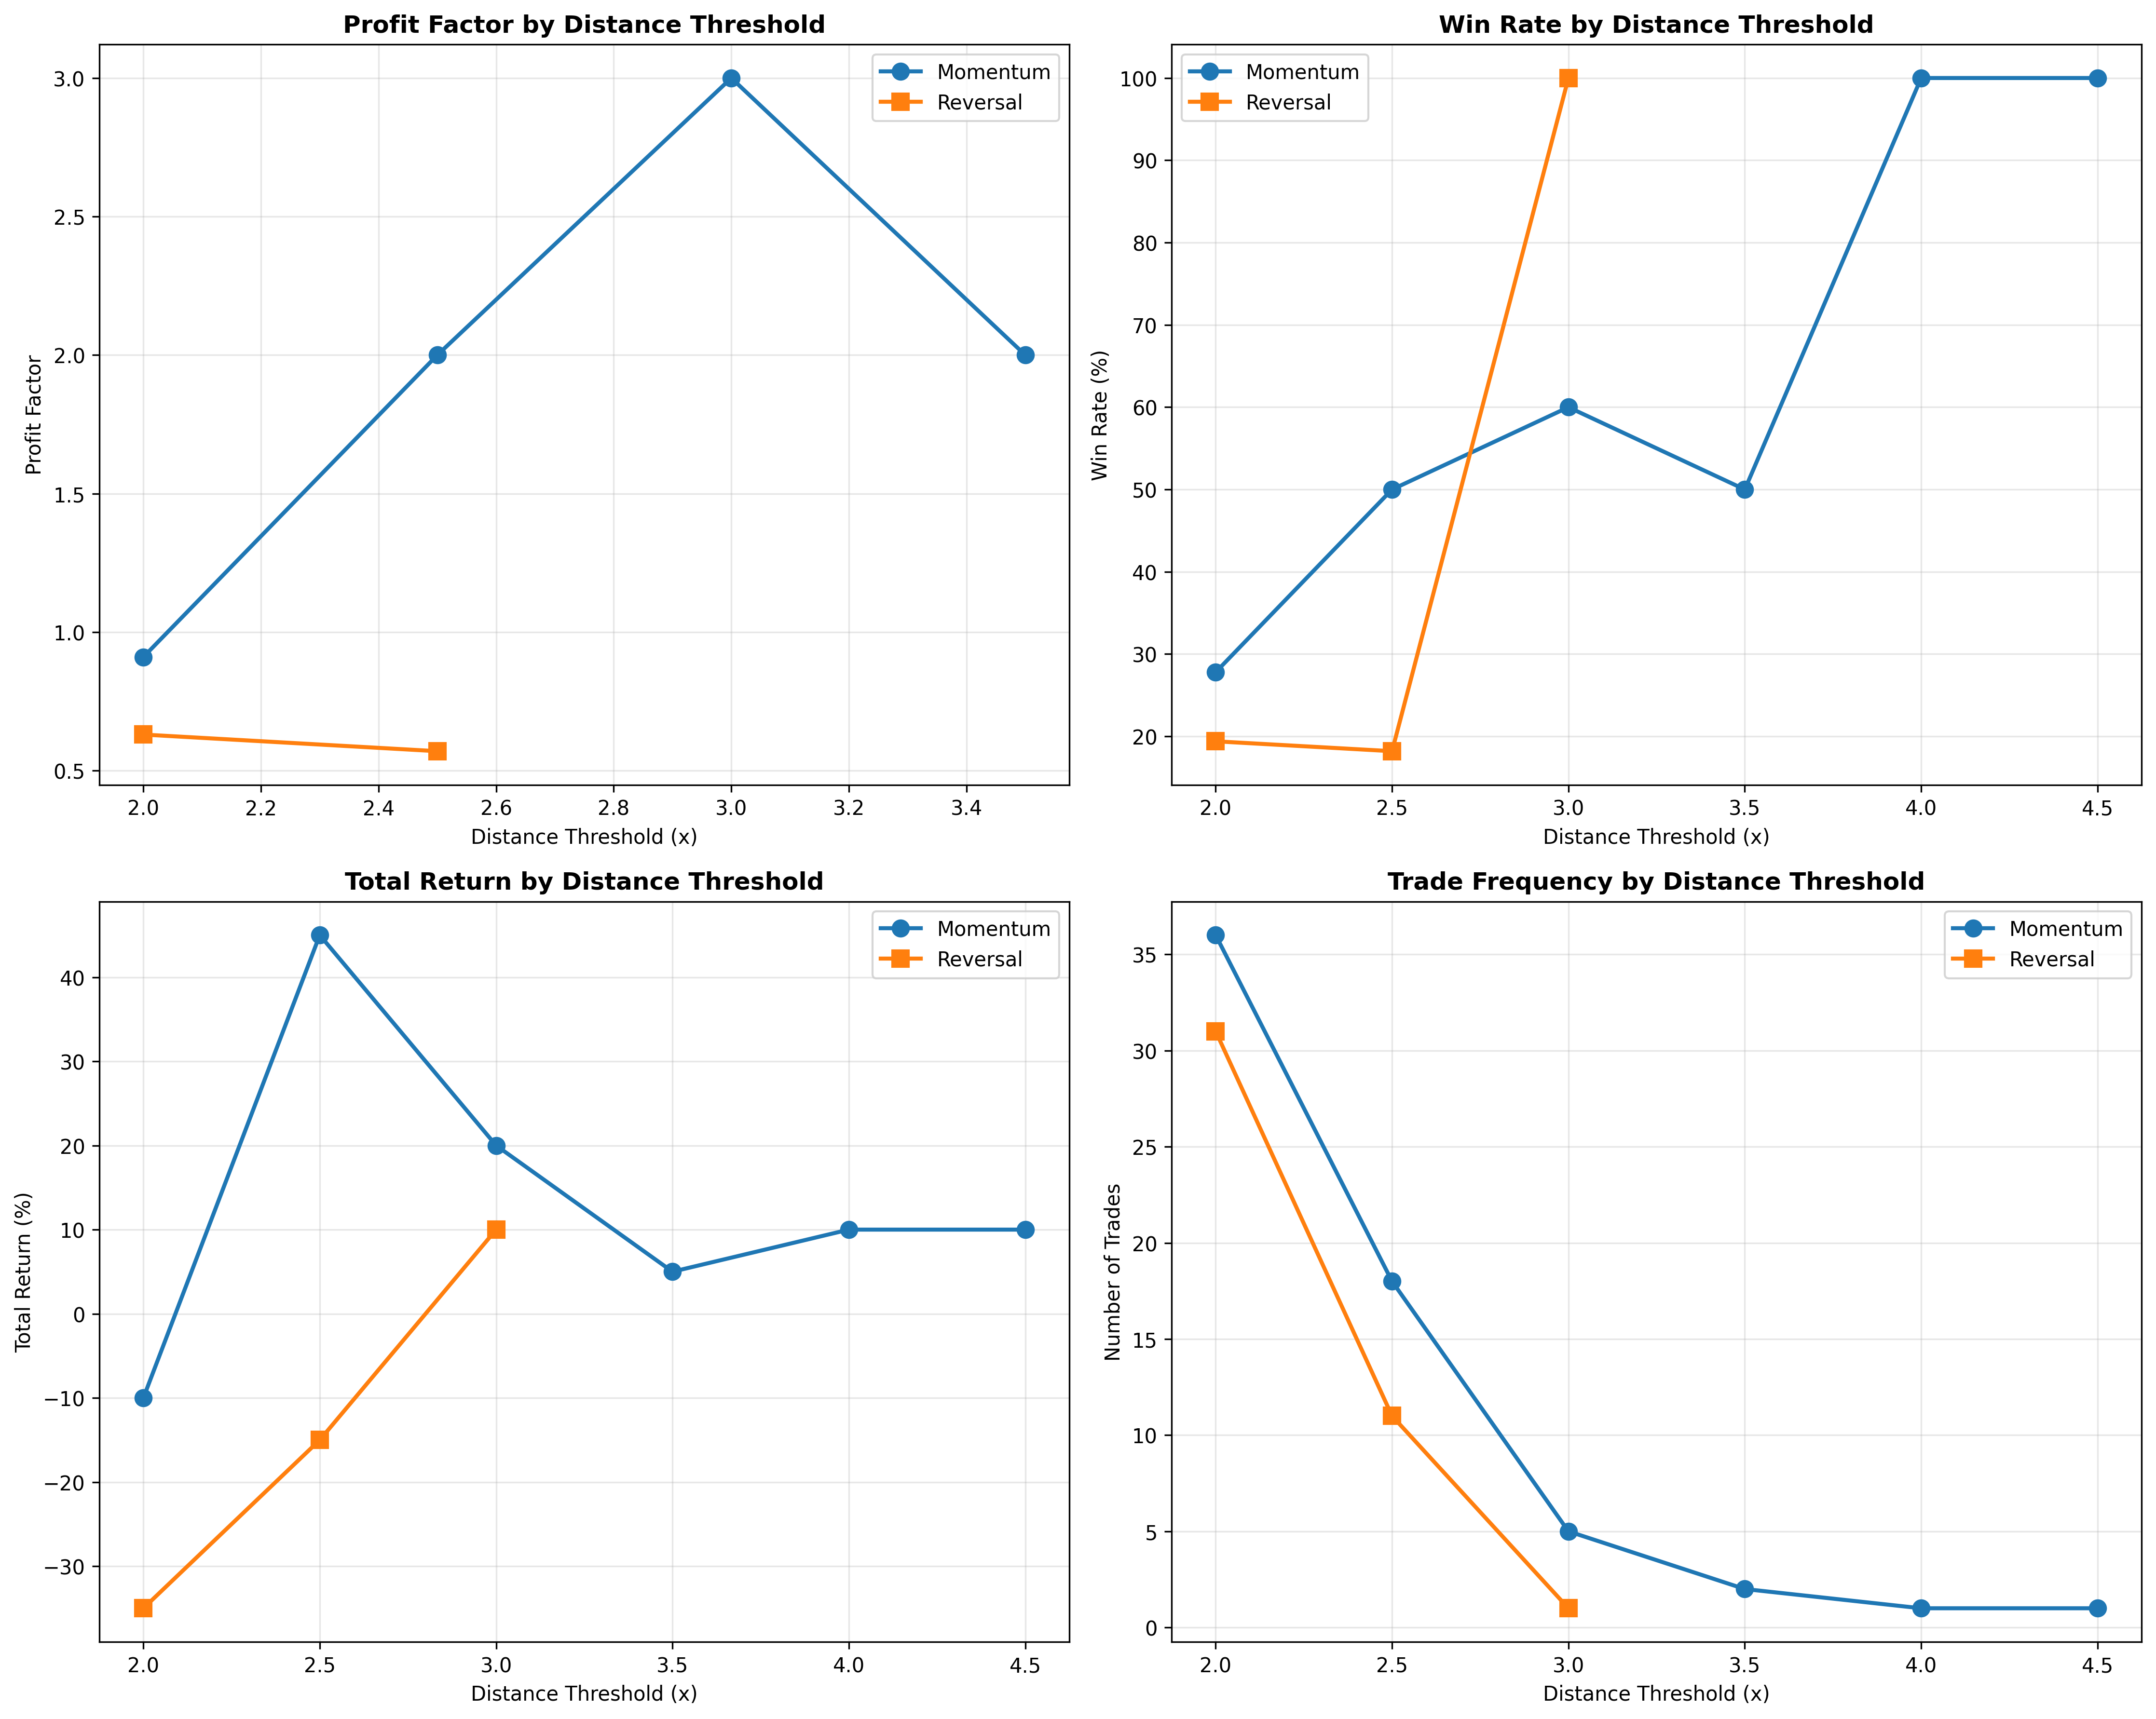 Profit Factor by Distance Threshold
Momentum
Reversal
3.0
2.5
2.0
1.5
1.0
0.5
Profit Factor
2.0 2.2 2.4 2.6 2.8 3.0 3.2 3.4
Distance Threshold (x)
Win Rate by Distance Threshold
Momentum
Reversal
100
90
80
70
60
50
40
30
20
Win Rate (%)
2.0 2.5 3.0 3.5 4.0 4.5
Distance Threshold (x)
Total Return by Distance Threshold
Momentum
Reversal
40
30
20
10
0
−10
−20
−30
Total Return (%)
2.0 2.5 3.0 3.5 4.0 4.5
Distance Threshold (x)
Trade Frequency by Distance Threshold
Momentum
Reversal
35
30
25
20
15
10
5
0
Number of Trades
2.0 2.5 3.0 3.5 4.0 4.5
Distance Threshold (x)